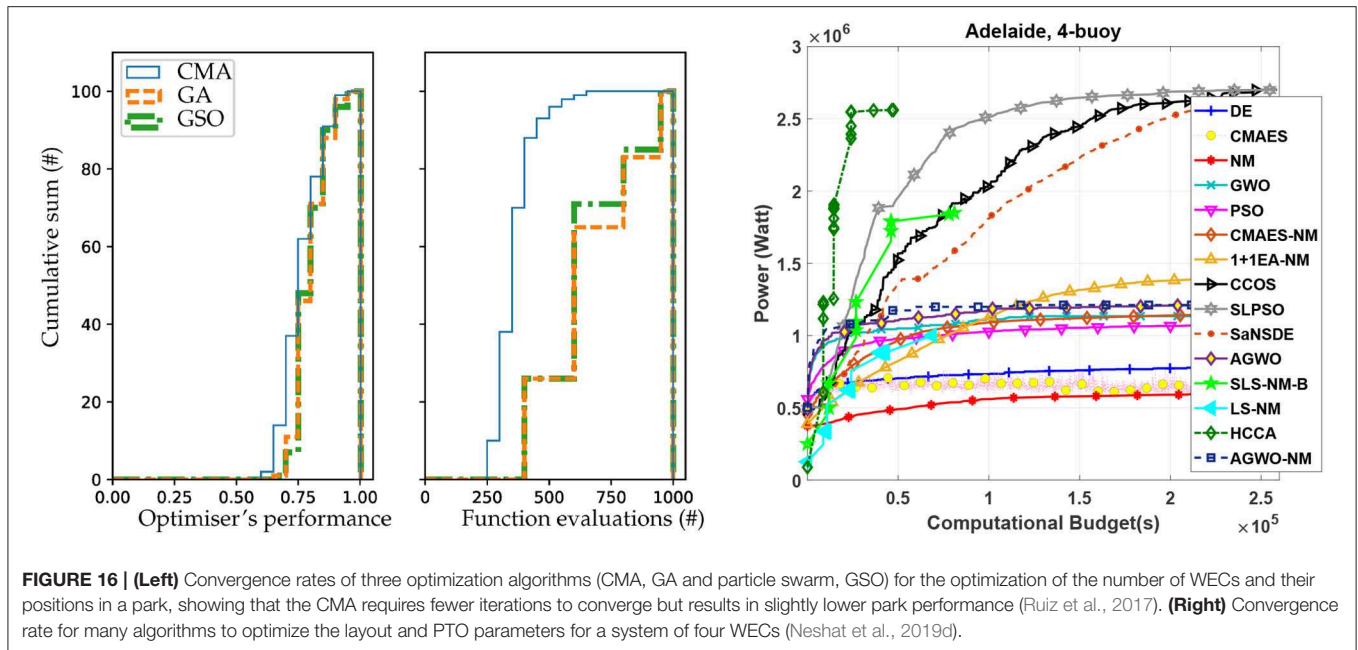 CMA
GA
GSO
Cumulative sum (#)
100
80
60
40
20
0
0.00 0.25 0.50 0.75 1.00
Optimiser's performance
0 250 500 750 1000
Function evaluations (#)
Adelaide, 4-buoy
×10⁶
Power (Watt)
3
2.5
2
1.5
1
0.5
0
0.5 1 1.5 2 2.5
Computational Budget(s)
×10⁵
DE
CMAES
NM
GWO
PSO
CMAES-NM
1+1EA-NM
CCOS
SLPSO
SaNSDE
AGWO
SLS-NM-B
LS-NM
HCCA
AGWO-NM
FIGURE 16 | (Left) Convergence rates of three optimization algorithms (CMA, GA and particle swarm, GSO) for the optimization of the number of WECs and their
positions in a park, showing that the CMA requires fewer iterations to converge but results in slightly lower park performance (Ruiz et al., 2017). (Right) Convergence
rate for many algorithms to optimize the layout and PTO parameters for a system of four WECs (Neshat et al., 2019d).